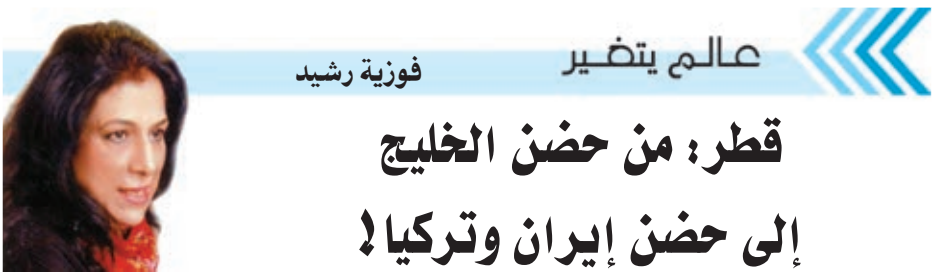 عالم يتغير
فوزية رشيد
قطر: من حضن الخليج
إلى حضن إيران وتركيا!